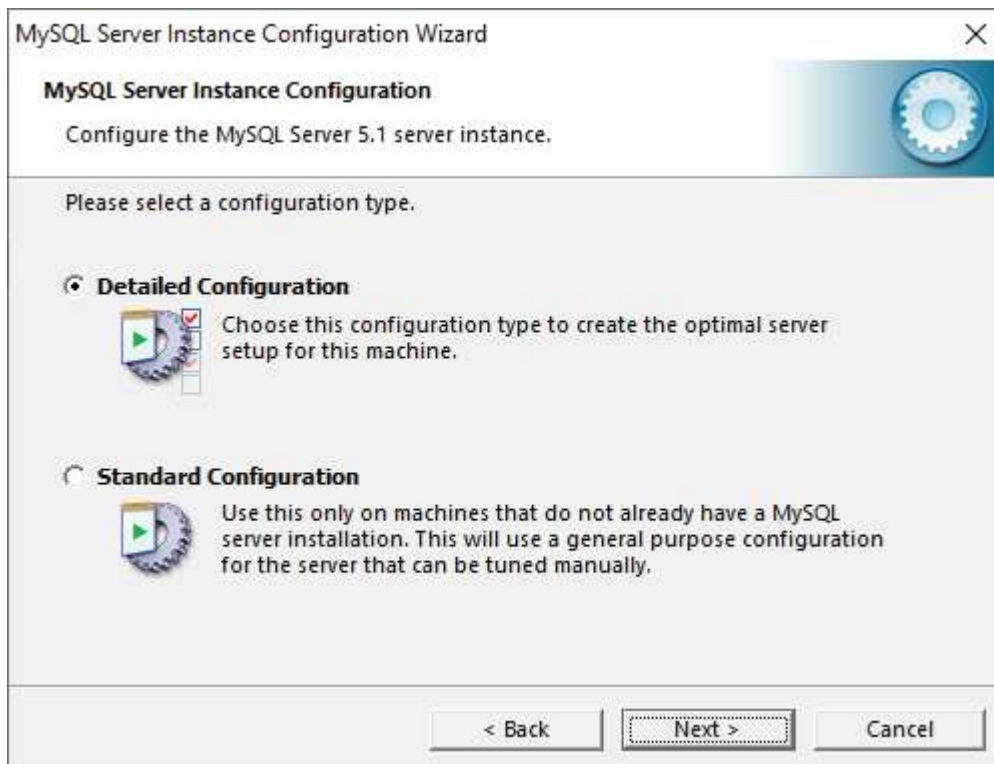 MySQL Server Instance Configuration Wizard
MySQL Server Instance Configuration
Configure the MySQL Server 5.1 server instance.
Please select a configuration type.
Detailed Configuration
Choose this configuration type to create the optimal server
setup for this machine.
Standard Configuration
Use this only on machines that do not already have a MySQL
server installation. This will use a general purpose configuration
for the server that can be tuned manually.
< Back
Next >
Cancel